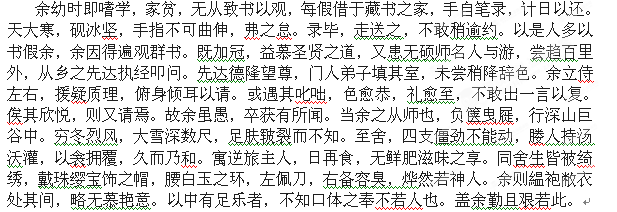 余幼时即嗜学，家贫，无从致书以观，每假借于藏书之家，手自笔录，计日以还。
天大寒，砚冰坚，手指不可屈伸，弗之怠。录毕，走送之，不敢稍逾约。以是人多以
书假余，余因得遍观群书。既加冠，益慕圣贤之道，又患无硕师名人与游，尝趋百里
外，从乡之先达执经叩问。先达德隆望尊，门人弟子填其室，未尝稍降辞色。余立侍
左右，援疑质理，俯身倾耳以请。或遇其叱咄，色愈恭，礼愈至，不敢出一言以复。
俟其欣悦，则又请焉。故余虽愚，卒获有所闻。当余之从师也，负箧曳屣，行深山巨
谷中。穷冬烈风，大雪深数尺，足肤皲裂而不知。至舍，四支僵劲不能动，媵人持汤
沃灌，以衾拥覆，久而乃和。寓逆旅主人，日再食，无鲜肥滋味之享。同舍生皆被绮
绣，戴珠缨宝饰之帽，腰白玉之环，左佩刀，右备容臭，烨然若神人。余则缊袍敝衣
处其间，略无慕艳意。以中有足乐者，不知口体之奉不若人也。盖余勤且艰若此。